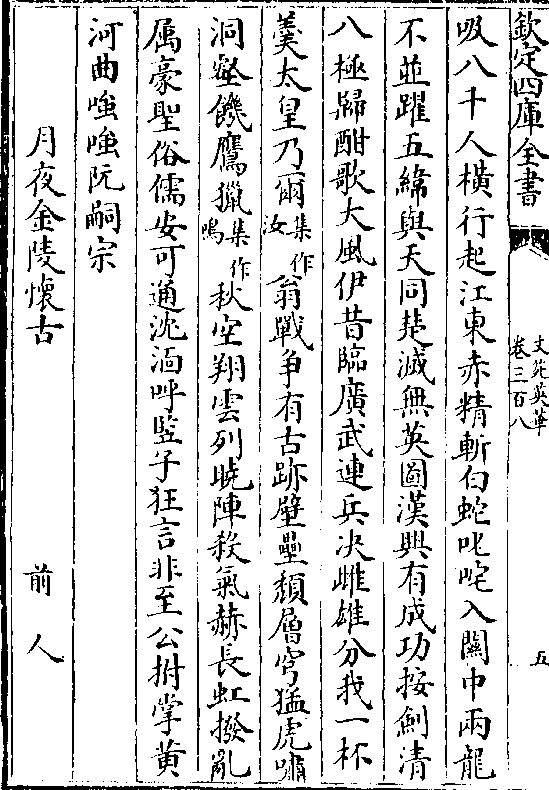 欽定四庫全書
文苑英華
卷三百八
五
吸八千人橫行起江東赤精斬白蛇叱咤入關中兩龍
不並躍五緯與天同楚滅無英圖漢興有成功按劍清
八極歸酣歌大風伊昔臨廣武連兵決雌雄分我一杯
羹太皇乃爾集作汝翁戰爭有古跡壁壘頹層穹猛虎嘯
洞壑饑鷹獵集作鳴秋空翔雲列曉陣殺氣赫長虹撥亂
属豪聖俗儒安可通沈湎呼豎子狂言非至公拊掌黃
河曲嗤嗤阮嗣宗
月夜金陵懷古
前人